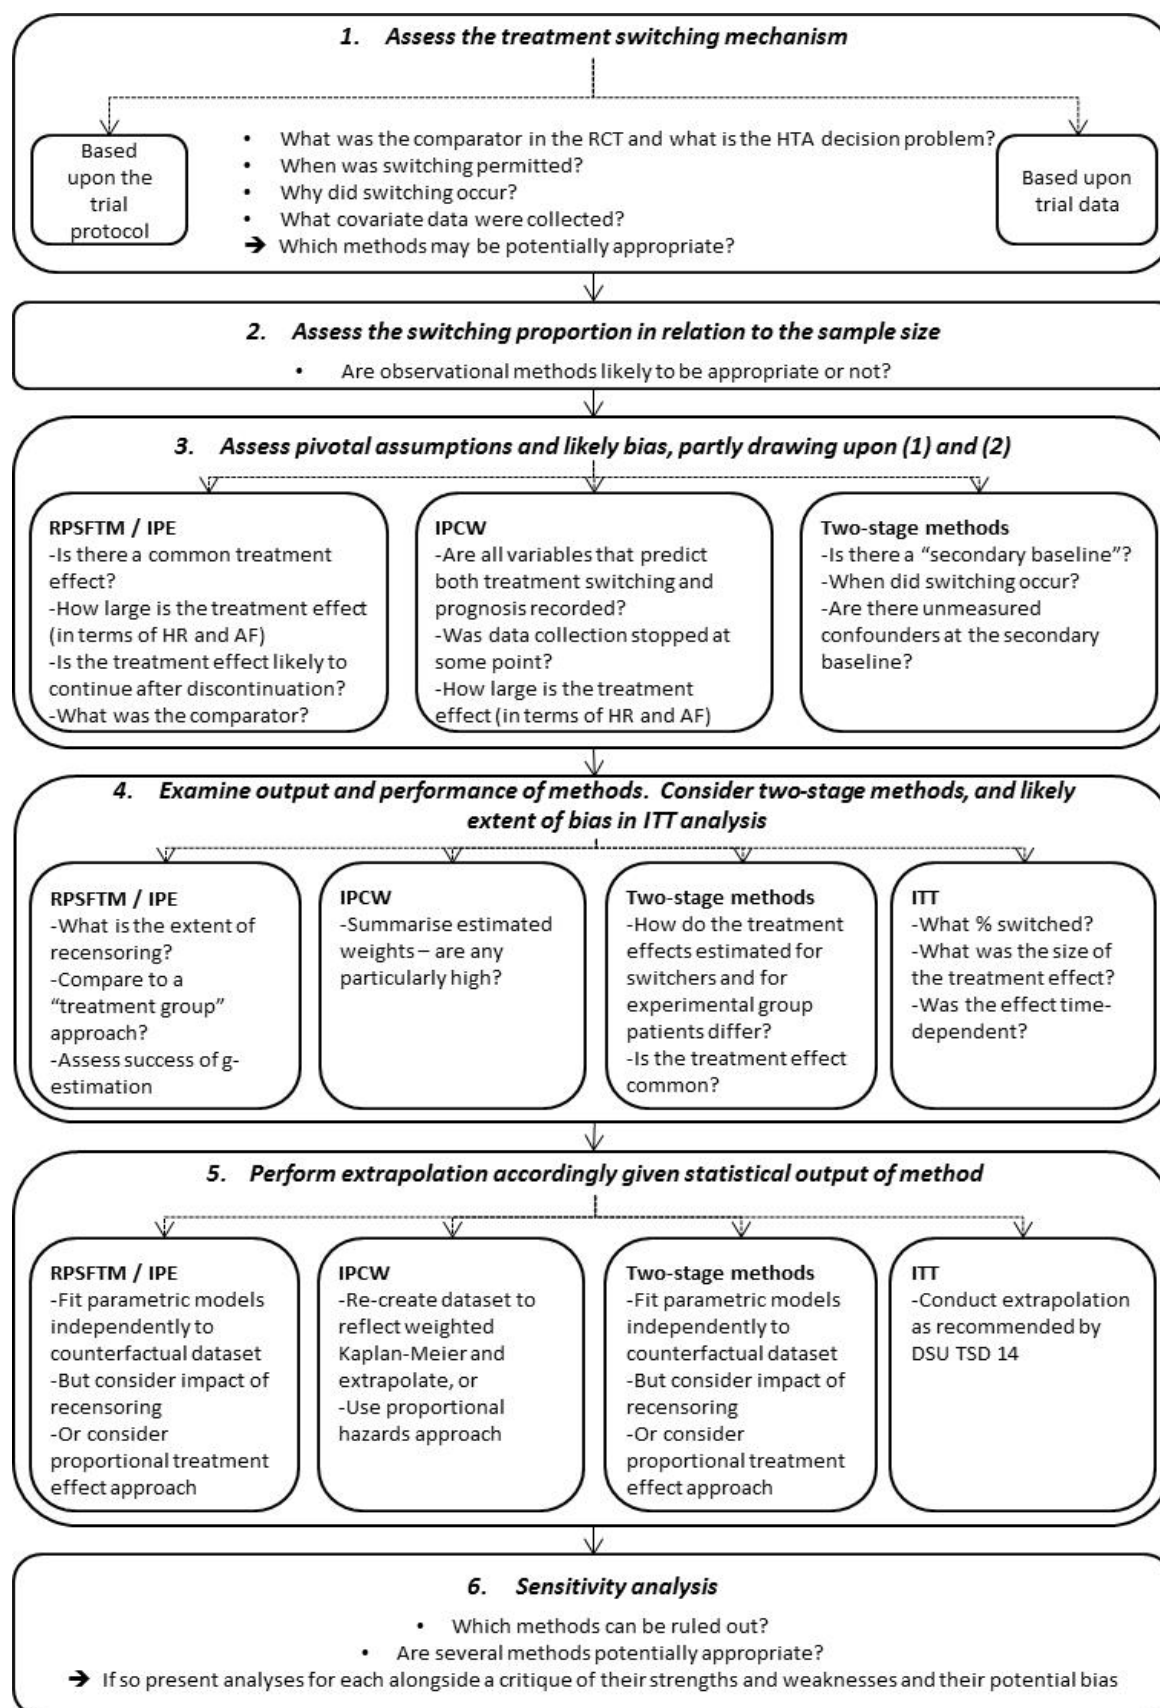 1. Assess the treatment switching mechanism
Based
upon the
trial
protocol
• What was the comparator in the RCT and what is the HTA decision problem?
• When was switching permitted?
• Why did switching occur?
• What covariate data were collected?
➔ Which methods may be potentially appropriate?
Based upon
trial data
2. Assess the switching proportion in relation to the sample size
• Are observational methods likely to be appropriate or not?
3. Assess pivotal assumptions and likely bias, partly drawing upon (1) and (2)
RPSFTM / IPE
-Is there a common treatment
effect?
-How large is the treatment effect
(in terms of HR and AF)
-Is the treatment effect likely to
continue after discontinuation?
-What was the comparator?
IPCW
-Are all variables that predict
both treatment switching and
prognosis recorded?
-Was data collection stopped at
some point?
-How large is the treatment
effect (in terms of HR and AF)
Two-stage methods
-Is there a “secondary baseline”?
-When did switching occur?
-Are there unmeasured
confounders at the secondary
baseline?
4. Examine output and performance of methods. Consider two-stage methods, and likely
extent of bias in ITT analysis
RPSFTM / IPE
-What is the extent of
recensoring?
-Compare to a
“treatment group”
approach?
-Assess success of g-
estimation
IPCW
-Summarise estimated
weights – are any
particularly high?
Two-stage methods
-How do the treatment
effects estimated for
switchers and for
experimental group
patients differ?
-Is the treatment effect
common?
ITT
-What % switched?
-What was the size of
the treatment effect?
-Was the effect time-
dependent?
5. Perform extrapolation accordingly given statistical output of method
RPSFTM / IPE
-Fit parametric models
independently to
counterfactual dataset
-But consider impact of
recensoring
-Or consider
proportional treatment
effect approach
IPCW
-Re-create dataset to
reflect weighted
Kaplan-Meier and
extrapolate, or
-Use proportional
hazards approach
Two-stage methods
-Fit parametric models
independently to
counterfactual dataset
-But consider impact of
recensoring
-Or consider
proportional treatment
effect approach
ITT
-Conduct extrapolation
as recommended by
DSU TSD 14
6. Sensitivity analysis
• Which methods can be ruled out?
• Are several methods potentially appropriate?
➔ If so present analyses for each alongside a critique of their strengths and weaknesses and their potential bias